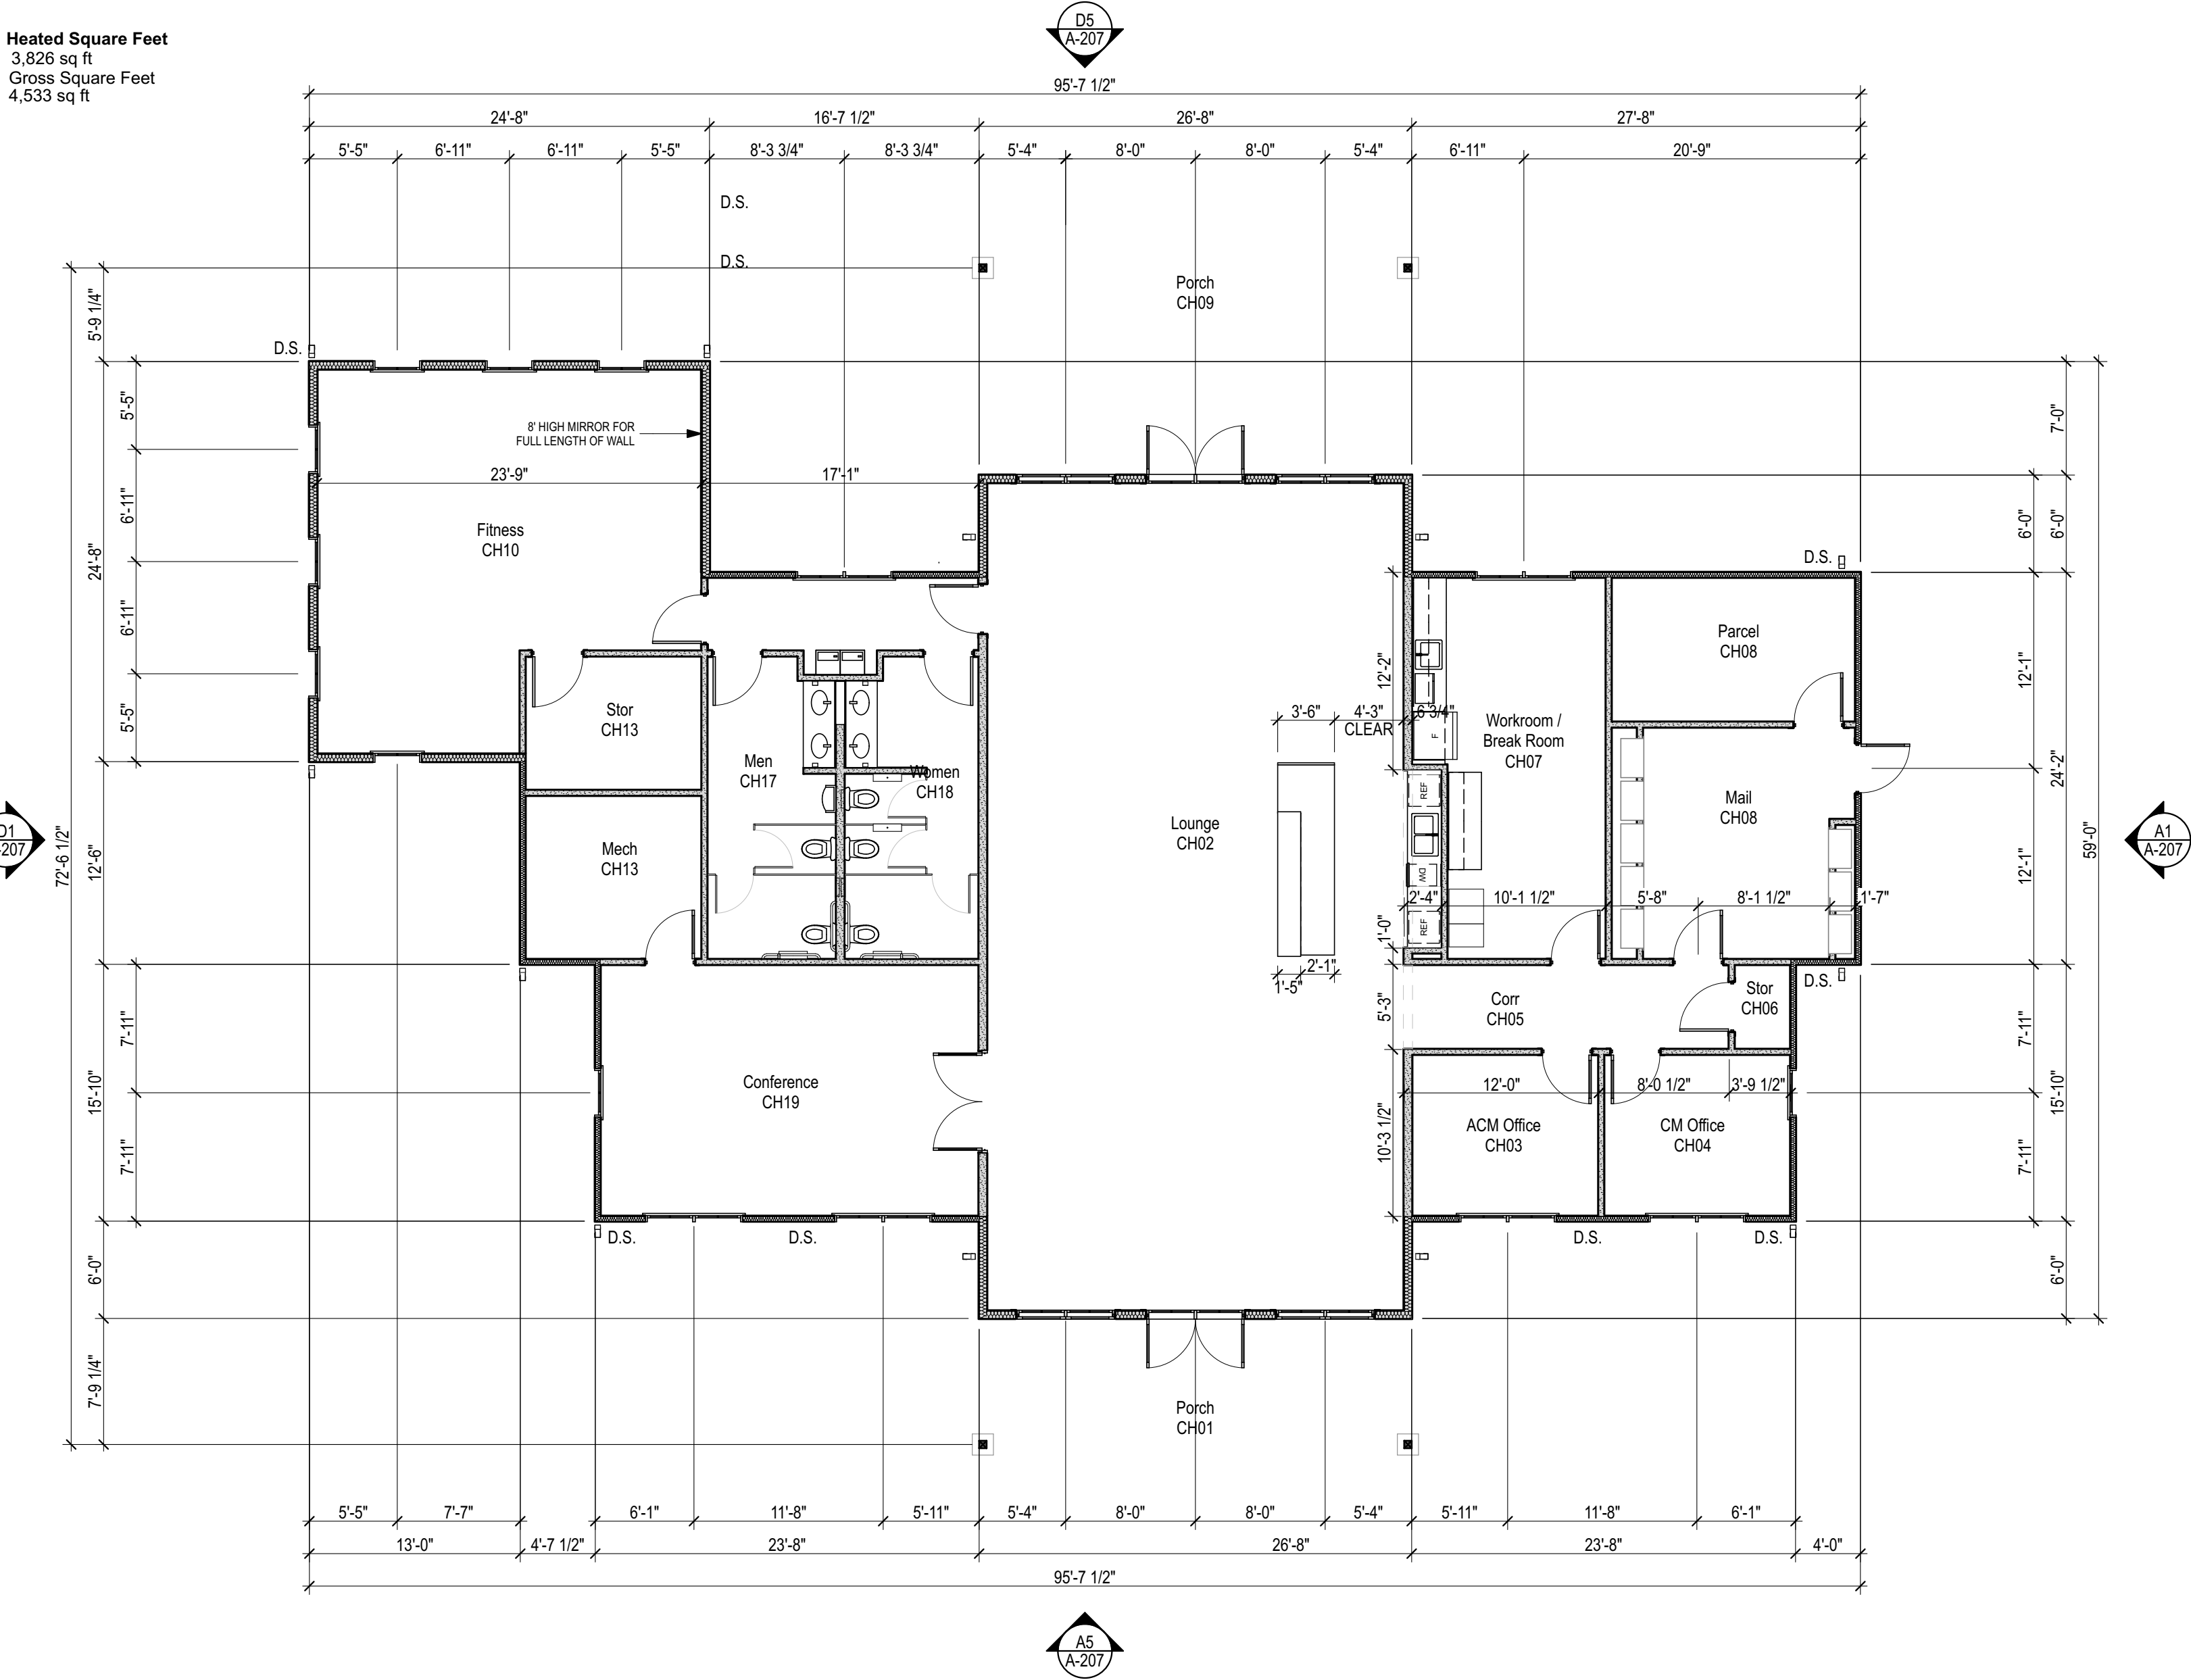 D5
A-207
Heated Square Feet
3,826 sq ft
Gross Square Feet
4,533 sq ft
95'-7 1/2"
24'-8"
16'-7 1/2"
26'-8"
27'-8"
5'-5"
6'-11"
6'-11"
5'-5"
8'-3 3/4"
8'-3 3/4"
5'-4"
8'-0"
8'-0"
5'-4"
6'-11"
20'-9"
D.S.
D.S.
Porch
CH09
5'-9 1/4"
D.S.
5'-5"
7'-0"
8' HIGH MIRROR FOR
FULL LENGTH OF WALL
23'-9"
17'-1"
6'-11"
Fitness
CH10
24'-8"
6'-0"
6'-0"
D.S.
6'-11"
5'-5"
Stor
CH13
Men
CH17
Women
CH18
12'-2"
3'-6"
4'-3"
CLEAR
6 3/4"
F
Workroom /
Break Room
CH07
Parcel
CH08
12'-1"
24'-2"
59'-0"
D1
-207
72'-6 1/2"
12'-6"
Mech
CH13
Lounge
CH02
REF
DW
REF
Mail
CH08
A1
A-207
12'-1"
2'-4"
10'-1 1/2"
5'-8"
8'-1 1/2"
1'-7"
1'-0"
2'-1"
1'-5"
D.S.
7'-11"
5'-3"
Corr
CH05
Stor
CH06
7'-11"
15'-10"
Conference
CH19
12'-0"
8'-0 1/2"
3'-9 1/2"
15'-10"
7'-11"
10'-3 1/2"
ACM Office
CH03
CM Office
CH04
7'-11"
D.S.
D.S.
D.S.
D.S.
6'-0"
6'-0"
7'-9 1/4"
Porch
CH01
5'-5"
7'-7"
6'-1"
11'-8"
5'-11"
5'-4"
8'-0"
8'-0"
5'-4"
5'-11"
11'-8"
6'-1"
13'-0"
4'-7 1/2"
23'-8"
26'-8"
23'-8"
4'-0"
95'-7 1/2"
A5
A-207